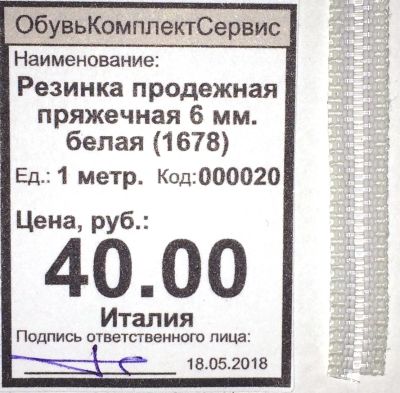 ОбувьКомплектСервис
Наименование:
Резинка продежная
пряжечная 6 мм.
белая (1678)
Ед.: 1 метр. Код:000020
Цена, руб.:
40.00
Италия
Подпись ответственного лица:
18.05.2018